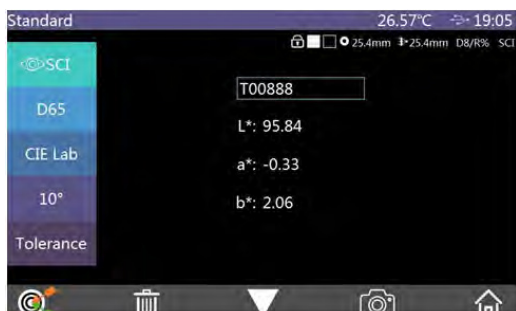 Standard 26.57℃ 19:05
25.4mm 25.4mm D8/R% SCI
SCI
T00888
D65
L*: 95.84
CIE Lab
a*: -0.33
10°
b*: 2.06
Tolerance